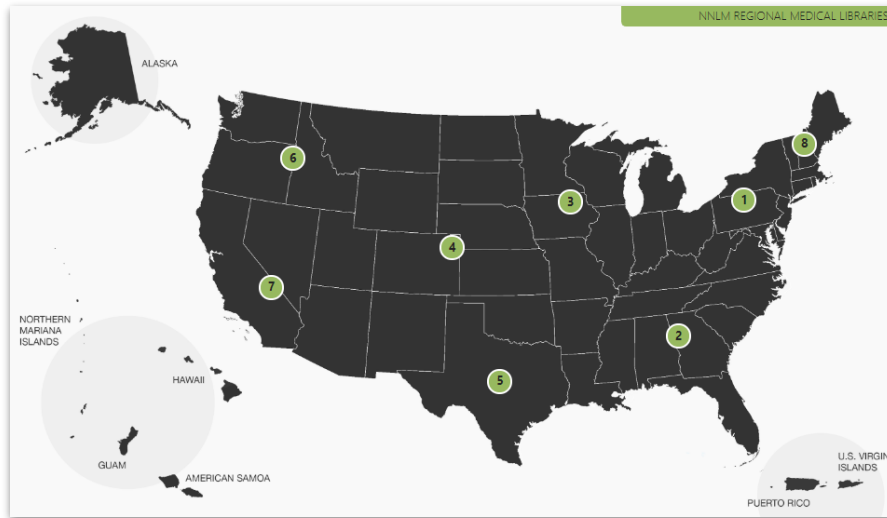 NNLM REGIONAL MEDICAL LIBRARIES
ALASKA
8
6
1
3
4
7
NORTHERN
MARIANA
ISLANDS
2
HAWAII
5
GUAM
AMERICAN SAMOA
U.S. VIRGIN
ISLANDS
PUERTO RICO